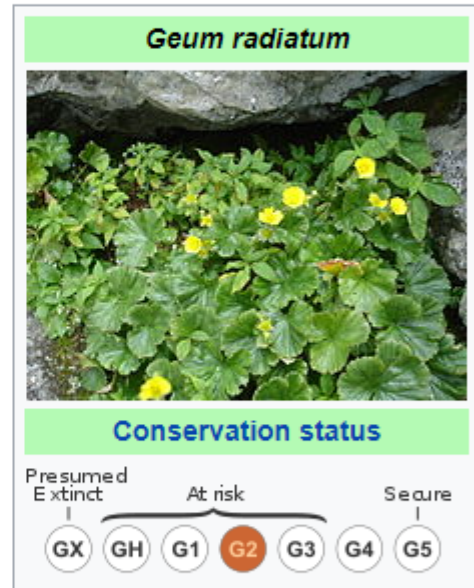 Geum radiatum
Conservation status
Presumed
Extinct
At risk
Secure
GX GH G1 G2 G3 G4 G5